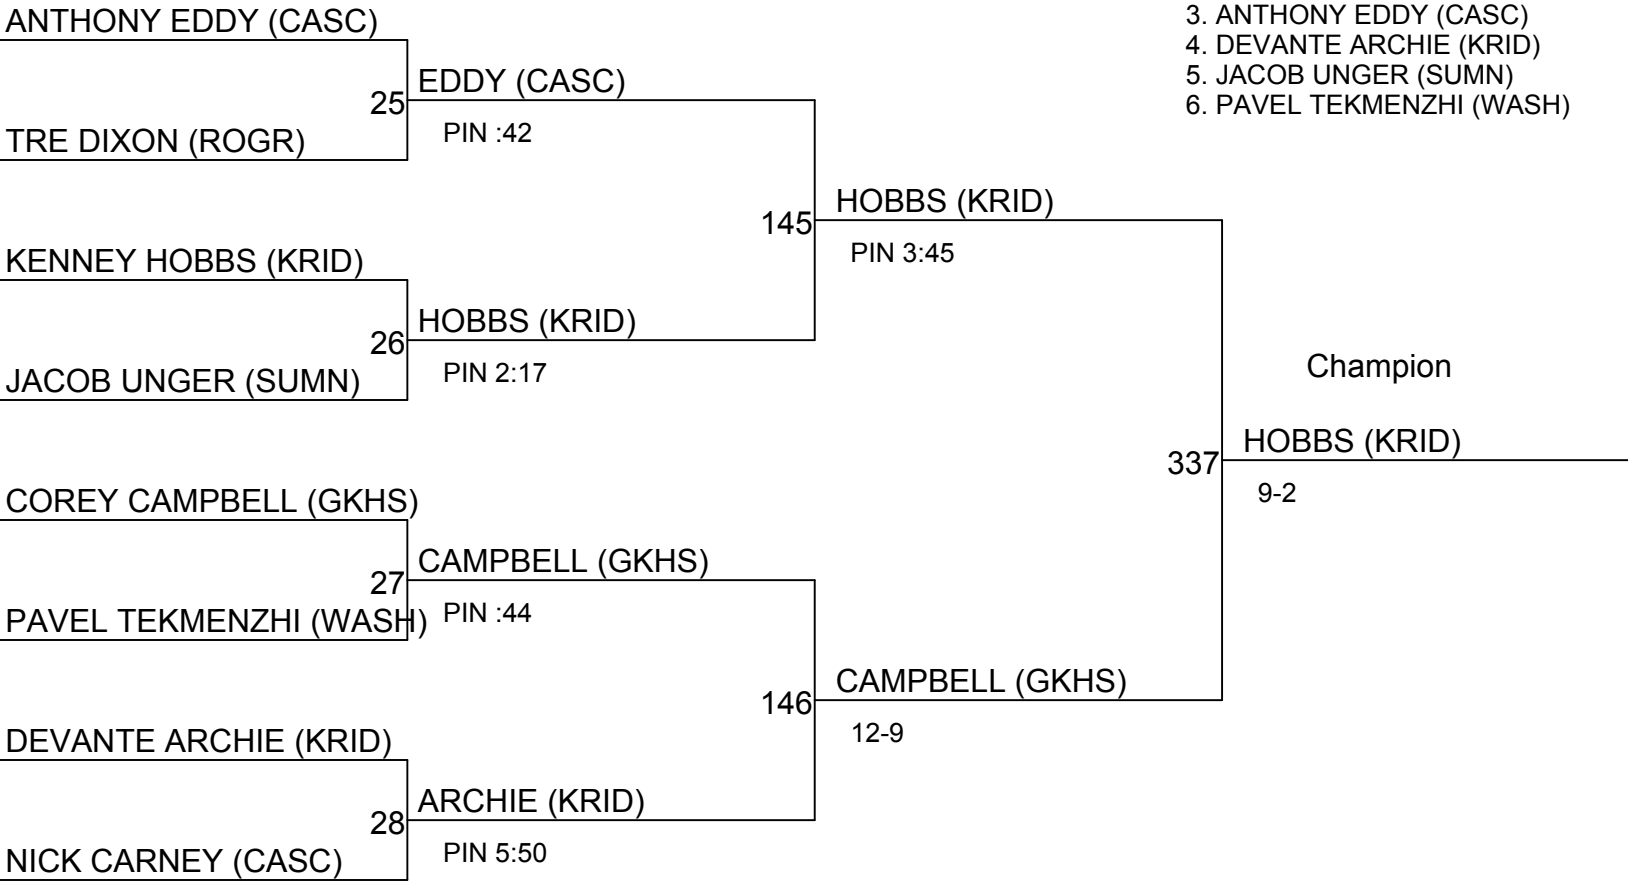 ANTHONY EDDY (CASC)
3. ANTHONY EDDY (CASC)
4. DEVANTE ARCHIE (KRID)
5. JACOB UNGER (SUMN)
6. PAVEL TEKMENZHI (WASH)
EDDY (CASC)
25
PIN :42
TRE DIXON (ROGR)
HOBBS (KRID)
145
PIN 3:45
KENNEY HOBBS (KRID)
HOBBS (KRID)
26
PIN 2:17
JACOB UNGER (SUMN)
Champion
HOBBS (KRID)
337
9-2
COREY CAMPBELL (GKHS)
CAMPBELL (GKHS)
27
PIN :44
PAVEL TEKMENZHI (WASH)
CAMPBELL (GKHS)
146
12-9
DEVANTE ARCHIE (KRID)
ARCHIE (KRID)
28
PIN 5:50
NICK CARNEY (CASC)